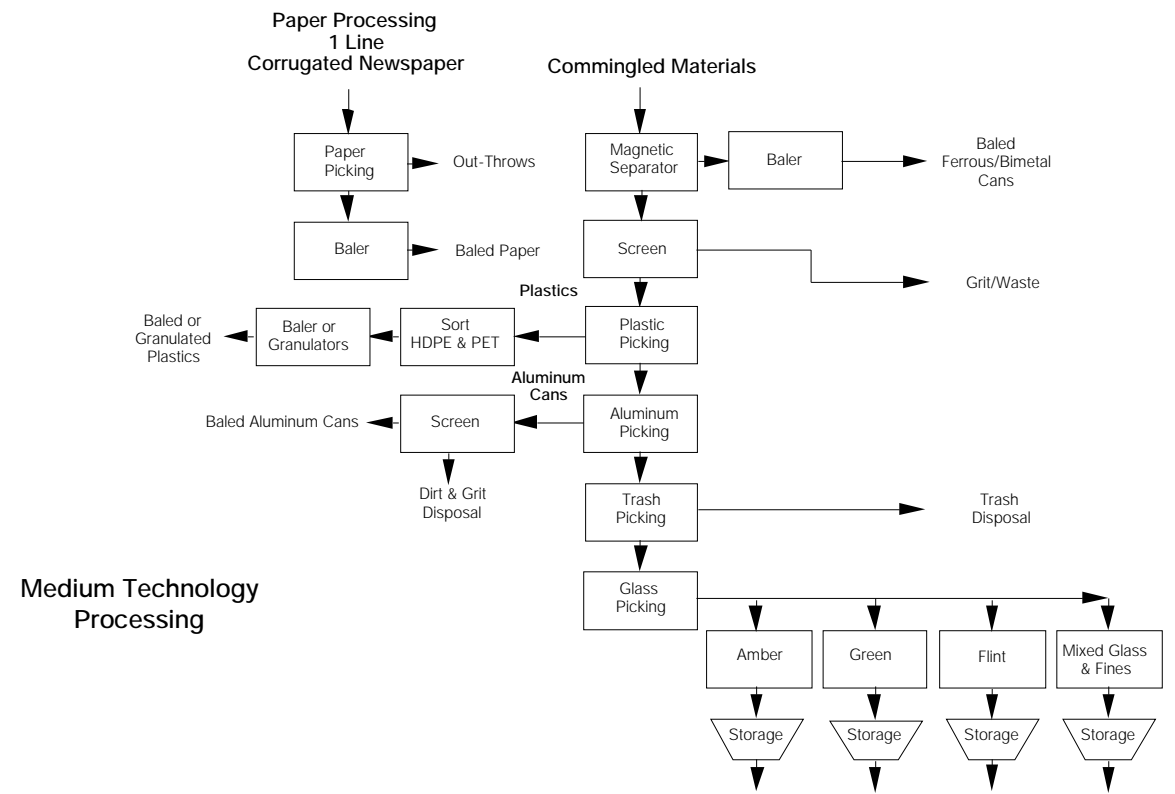 Paper Processing
1 Line
Corrugated Newspaper
Commingled Materials
Paper
Picking
Out-Throws
Magnetic
Separator
Baler
Baled
Ferrous/Bimetal
Cans
Baler
Baled Paper
Screen
Grit/Waste
Plastics
Baled or
Granulated
Plastics
Baler or
Granulators
Sort
HDPE & PET
Plastic
Picking
Aluminum
Cans
Baled Aluminum Cans
Screen
Aluminum
Picking
Dirt & Grit
Disposal
Trash
Picking
Trash
Disposal
Medium Technology
Processing
Glass
Picking
Amber
Green
Flint
Mixed Glass
& Fines
Storage
Storage
Storage
Storage